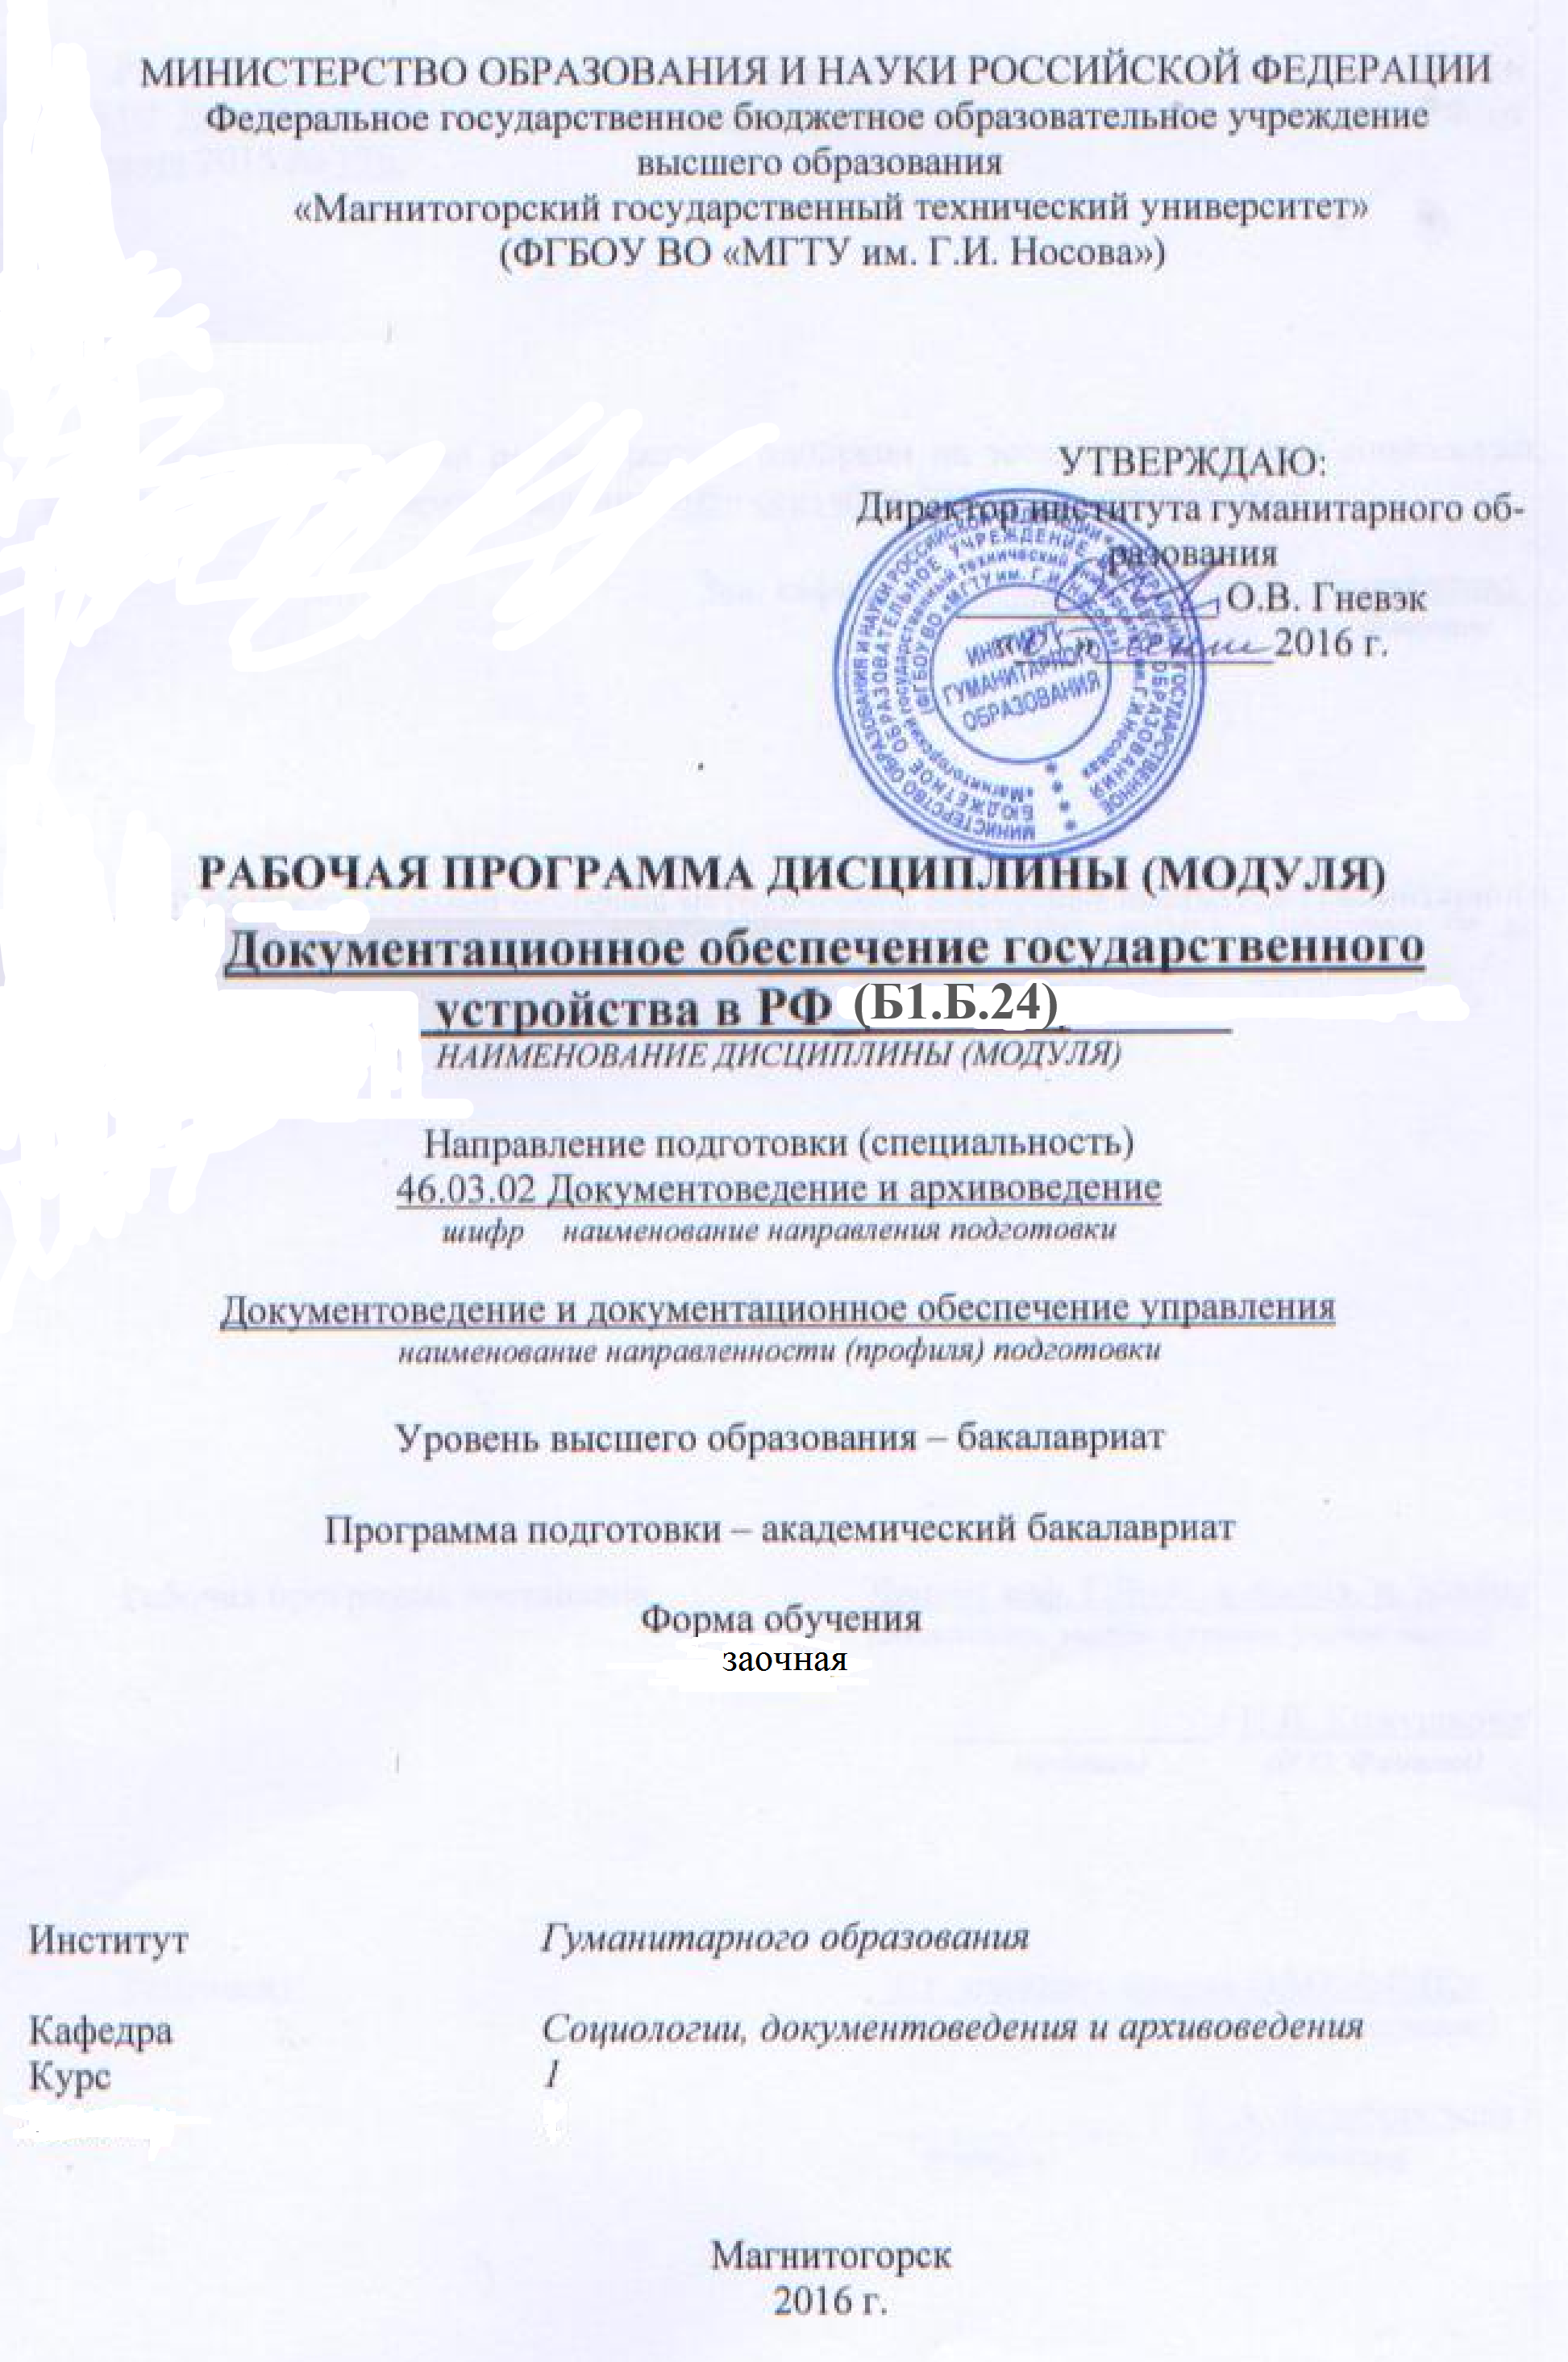 МИНИСТЕРСТВО ОБРАЗОВАНИЯ И НАУКИ РОССИЙСКОЙ ФЕДЕРАЦИИ
Федеральное государственное бюджетное образовательное учреждение
высшего образования
«Магнитогорский государственный технический университет»
(ФГБОУ ВО «МГТУ им. Г.И. Носова»)
УТВЕРЖДАЮ:
Директор института гуманитарного об-
разования
О.В. Гневэк
2016 г.
ИНСТИТУТ
ГУМАНИТАРНОГО
ОБРАЗОВАНИЯ
РАБОЧАЯ ПРОГРАММА ДИСЦИПЛИНЫ (МОДУЛЯ)
Документационное обеспечение государственного
устройства в РФ (Б1.Б.24)
НАИМЕНОВАНИЕ ДИСЦИПЛИНЫ (МОДУЛЯ)
Направление подготовки (специальность)
46.03.02 Документоведение и архивоведение
шифр наименование направления подготовки
Документоведение и документационное обеспечение управления
наименование направленности (профиля) подготовки
Уровень высшего образования – бакалавриат
Программа подготовки – академический бакалавриат
Форма обучения
заочная
Институт Гуманитарного образования
Кафедра Социологии, документоведения и архивоведения
Курс 1
Магнитогорск
2016 г.